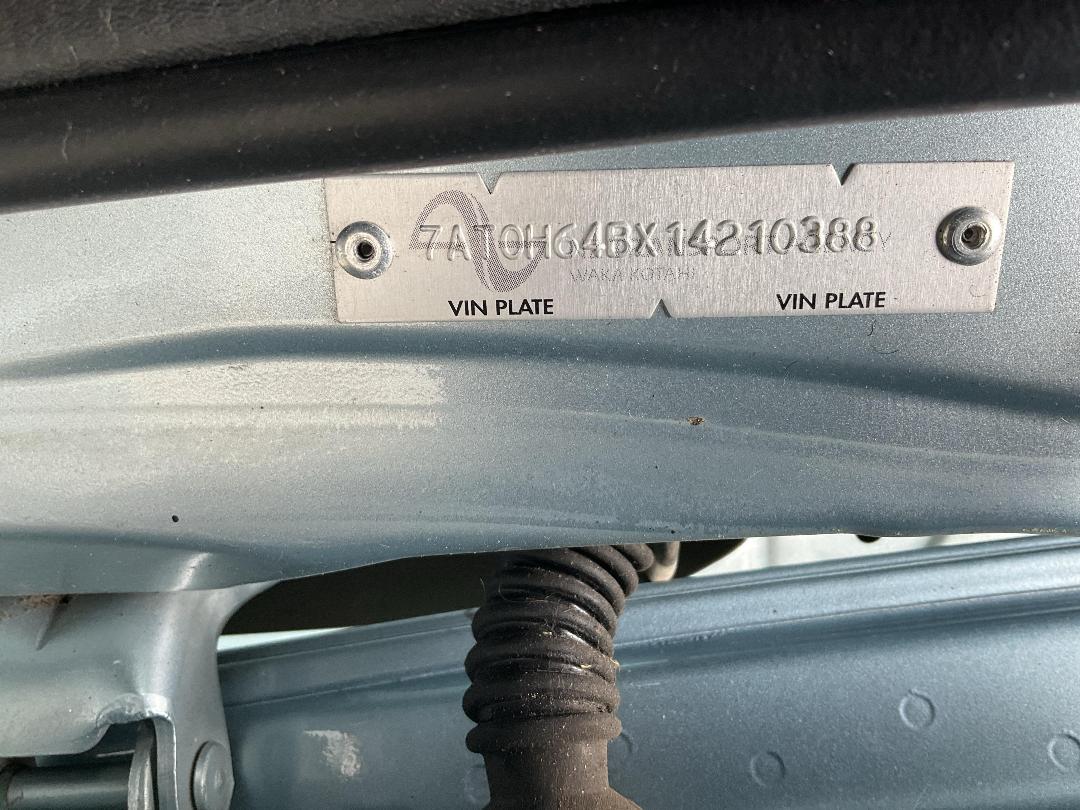 7AT0H64BX14210388
WAKA KOTAHI
VIN PLATE VIN PLATE